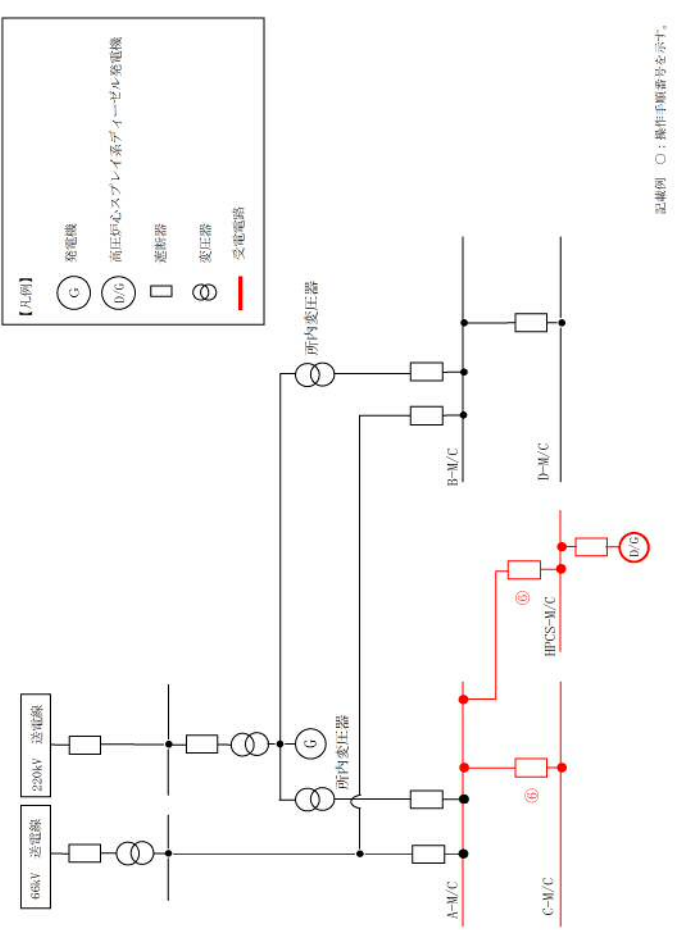 【凡例】
G 発電機
D/G 高圧炉心スプレイ系ディーゼル発電機
遮断器
変圧器
受電電路
66kV 送電線
220kV 送電線
G
所内変圧器
所内変圧器
A-M/C
B-M/C
⑤
⑥
HPCS-M/C
C-M/C
D-M/C
D/G
記載例 ○:操作手順番号を示す。